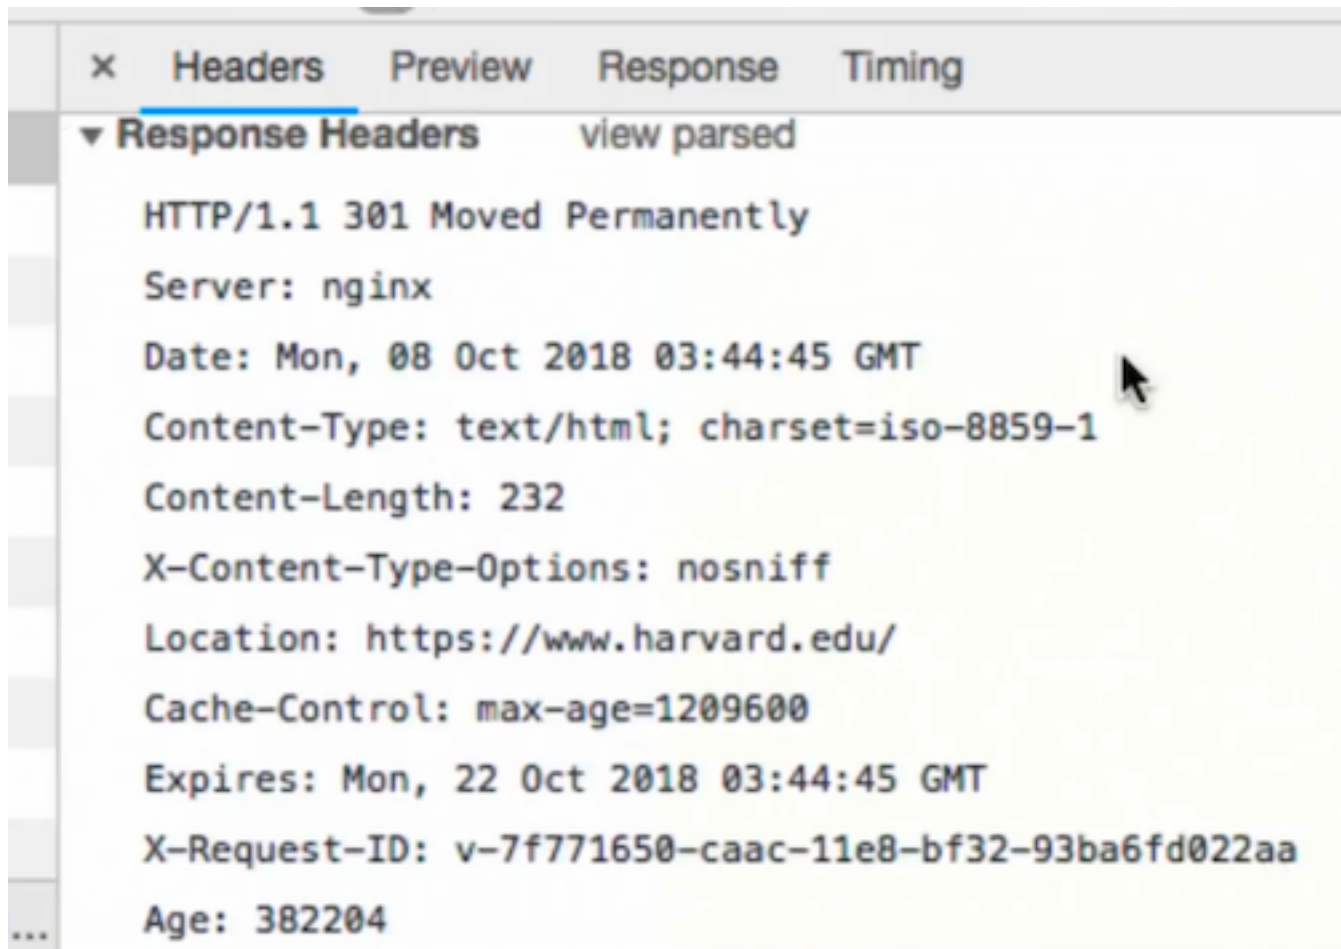 × Headers Preview Response Timing
▼ Response Headers view parsed
HTTP/1.1 301 Moved Permanently
Server: nginx
Date: Mon, 08 Oct 2018 03:44:45 GMT
Content-Type: text/html; charset=iso-8859-1
Content-Length: 232
X-Content-Type-Options: nosniff
Location: https://www.harvard.edu/
Cache-Control: max-age=1209600
Expires: Mon, 22 Oct 2018 03:44:45 GMT
X-Request-ID: v-7f771650-caac-11e8-bf32-93ba6fd022aa
Age: 382204
...